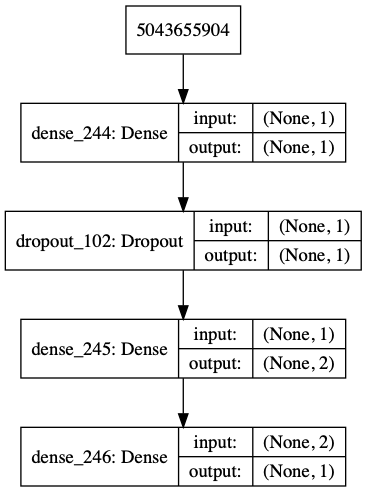 5043655904
dense_244: Dense input: (None, 1)
output: (None, 1)
dropout_102: Dropout input: (None, 1)
output: (None, 1)
dense_245: Dense input: (None, 1)
output: (None, 2)
dense_246: Dense input: (None, 2)
output: (None, 1)